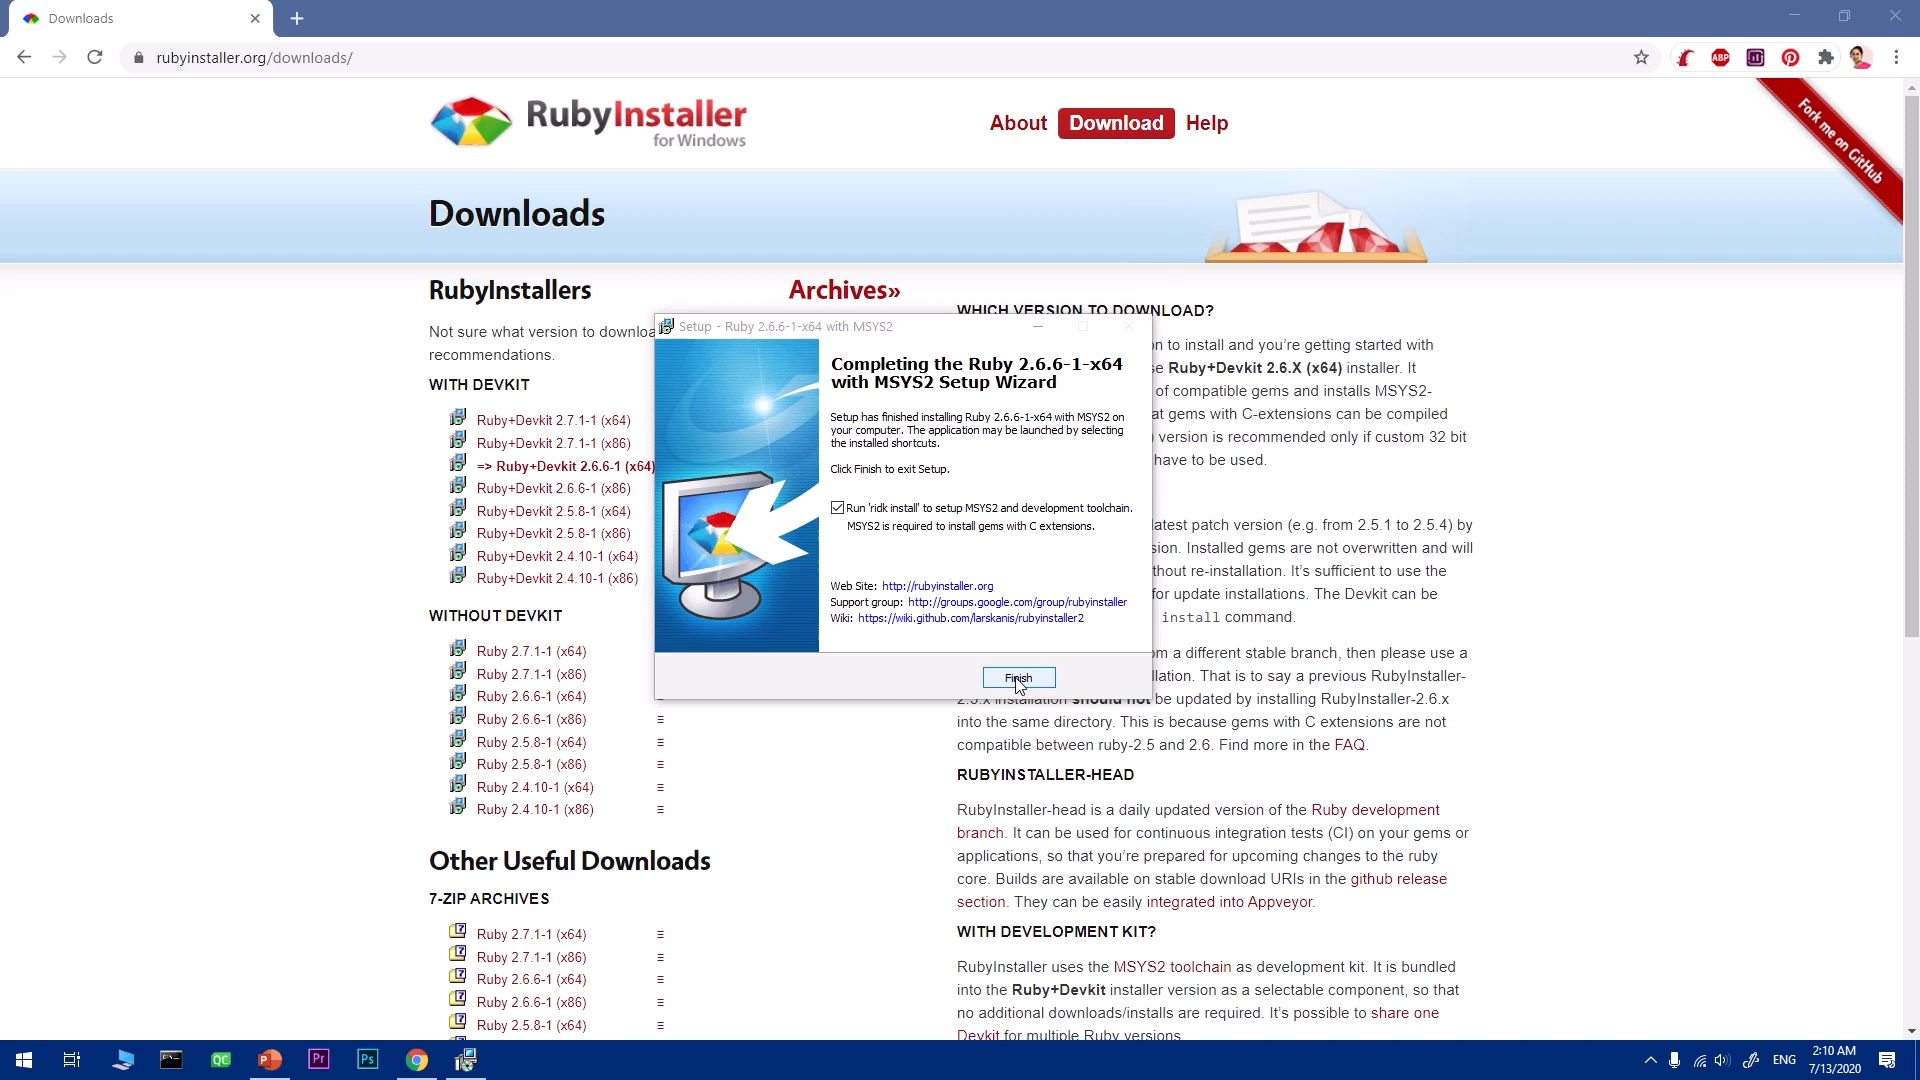 Downloads
rubyinstaller.org/downloads/
ABP
RubyInstaller
for Windows
About Download Help
Fork me on GitHub
Downloads
RubyInstallers
Archives»
Not sure what version to downloa
recommendations.
WITH DEVKIT
Ruby+Devkit 2.7.1-1 (x64)
Ruby+Devkit 2.7.1-1 (x86)
=> Ruby+Devkit 2.6.6-1 (x64)
Ruby+Devkit 2.6.6-1 (x86)
Ruby+Devkit 2.5.8-1 (x64)
Ruby+Devkit 2.5.8-1 (x86)
Ruby+Devkit 2.4.10-1 (x64)
Ruby+Devkit 2.4.10-1 (x86)
WITHOUT DEVKIT
Ruby 2.7.1-1 (x64)
Ruby 2.7.1-1 (x86)
Ruby 2.6.6-1 (x64)
Ruby 2.6.6-1 (x86)
Ruby 2.5.8-1 (x64)
Ruby 2.5.8-1 (x86)
Ruby 2.4.10-1 (x64)
Ruby 2.4.10-1 (x86)
Other Useful Downloads
7-ZIP ARCHIVES
Ruby 2.7.1-1 (x64)
Ruby 2.7.1-1 (x86)
Ruby 2.6.6-1 (x64)
Ruby 2.6.6-1 (x86)
Ruby 2.5.8-1 (x64)
Setup - Ruby 2.6.6-1-x64 with MSYS2
Completing the Ruby 2.6.6-1-x64
with MSYS2 Setup Wizard
Setup has finished installing Ruby 2.6.6-1-x64 with MSYS2 on
your computer. The application may be launched by selecting
the installed shortcuts.
Click Finish to exit Setup.
Run 'ridk install' to setup MSYS2 and development toolchain.
MSYS2 is required to install gems with C extensions.
Web Site: http://rubyinstaller.org
Support group: http://groups.google.com/group/rubyinstaller
Wiki: https://wiki.github.com/larskanis/rubyinstaller2
Finish
WHICH VERSION TO DOWNLOAD?
n to install and you're getting started with
se Ruby+Devkit 2.6.X (x64) installer. It
of compatible gems and installs MSYS2-
at gems with C-extensions can be compiled
) version is recommended only if custom 32 bit
have to be used.
latest patch version (e.g. from 2.5.1 to 2.5.4) by
sion. Installed gems are not overwritten and will
thout re-installation. It's sufficient to use the
for update installations. The Devkit can be
install command.
om a different stable branch, then please use a
llation. That is to say a previous RubyInstaller-
2.5.x installation should not be updated by installing RubyInstaller-2.6.x
into the same directory. This is because gems with C extensions are not
compatible between ruby-2.5 and 2.6. Find more in the FAQ.
RUBYINSTALLER-HEAD
RubyInstaller-head is a daily updated version of the Ruby development
branch. It can be used for continuous integration tests (CI) on your gems or
applications, so that you're prepared for upcoming changes to the ruby
core. Builds are available on stable download URIs in the github release
section. They can be easily integrated into Appveyor.
WITH DEVELOPMENT KIT?
RubyInstaller uses the MSYS2 toolchain as development kit. It is bundled
into the Ruby+Devkit installer version as a selectable component, so that
no additional downloads/installs are required. It's possible to share one
Devkit for multiple Ruby versions
QC
P
Pr
Ps
ENG
2:10 AM
7/13/2020